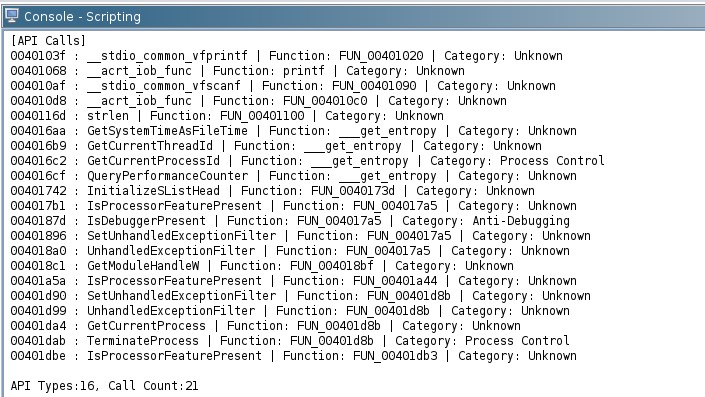 Console - Scripting
[API Calls]
0040103f : __stdio_common_vfprintf | Function: FUN_00401020 | Category: Unknown
00401068 : __acrt_iob_func | Function: printf | Category: Unknown
004010af : __stdio_common_vfscanf | Function: FUN_00401090 | Category: Unknown
004010d8 : __acrt_iob_func | Function: FUN_004010c0 | Category: Unknown
0040116d : strlen | Function: FUN_00401100 | Category: Unknown
004016aa : GetSystemTimeAsFileTime | Function: ___get_entropy | Category: Unknown
004016b9 : GetCurrentThreadId | Function: ___get_entropy | Category: Unknown
004016c2 : GetCurrentProcessId | Function: ___get_entropy | Category: Process Control
004016cf : QueryPerformanceCounter | Function: ___get_entropy | Category: Unknown
00401742 : InitializeSListHead | Function: FUN_0040173d | Category: Unknown
004017b1 : IsProcessorFeaturePresent | Function: FUN_004017a5 | Category: Unknown
0040187d : IsDebuggerPresent | Function: FUN_004017a5 | Category: Anti-Debugging
00401896 : SetUnhandledExceptionFilter | Function: FUN_004017a5 | Category: Unknown
004018a0 : UnhandledExceptionFilter | Function: FUN_004017a5 | Category: Unknown
004018c1 : GetModuleHandleW | Function: FUN_004018bf | Category: Unknown
00401a5a : IsProcessorFeaturePresent | Function: FUN_00401a44 | Category: Unknown
00401d90 : SetUnhandledExceptionFilter | Function: FUN_00401d8b | Category: Unknown
00401d99 : UnhandledExceptionFilter | Function: FUN_00401d8b | Category: Unknown
00401da4 : GetCurrentProcess | Function: FUN_00401d8b | Category: Unknown
00401dab : TerminateProcess | Function: FUN_00401d8b | Category: Process Control
00401dbe : IsProcessorFeaturePresent | Function: FUN_00401db3 | Category: Unknown
API Types:16, Call Count:21